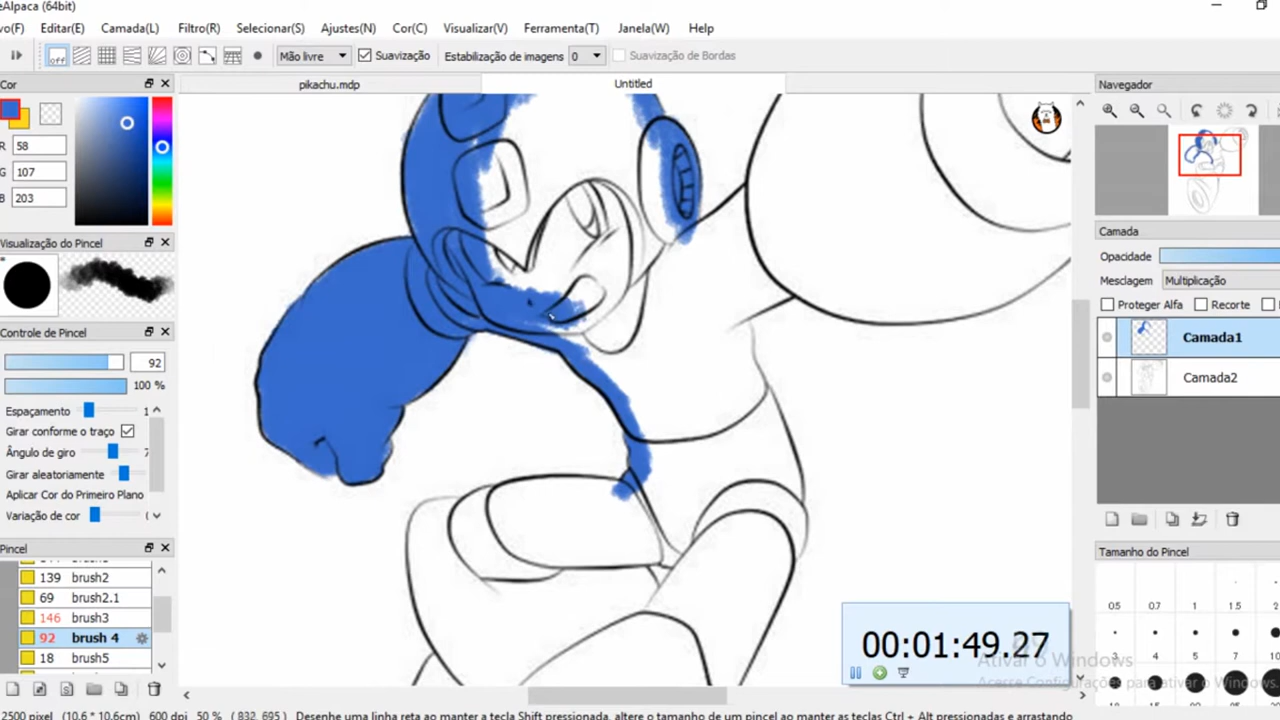 eAlpaca (64bit)
vo(F) Editar(E) Camada(L) Filtro(R) Selecionar(S) Ajustes(N) Cor(C) Visualizar(V) Ferramenta(T) Janela(W) Help
off Mão livre Suavização Estabilização de imagens 0 Suavização de Bordas
Cor pikachu.mdp Untitled Navegador
R 58
G 107
B 203
Visualização do Pincel
Camada
Opacidade
Mesclagem Multiplicação
Proteger Alfa Recorte
Camada1
Camada2
Controle de Pincel
92
100 %
Espaçamento 1
Girar conforme o traço
Ângulo de giro 7
Girar aleatoriamente
Aplicar Cor do Primeiro Plano
Variação de cor
Pincel
139 brush2
69 brush2.1
146 brush3
92 brush 4
18 brush5
Tamanho do Pincel
0.5 0.7 1 1.5 2
3 4 5 7 10
00:01:49.27
Ativar o Windows
Acesse Configurações para ativar o Windows.
2500 pixel (10.6 * 10.6cm) 600 dpi 50 % ( 832, 695 ) Desenhe uma linha reta ao manter a tecla Shift pressionada, altere o tamanho de um pincel ao manter as teclas Ctrl + Alt pressionadas e arrastando